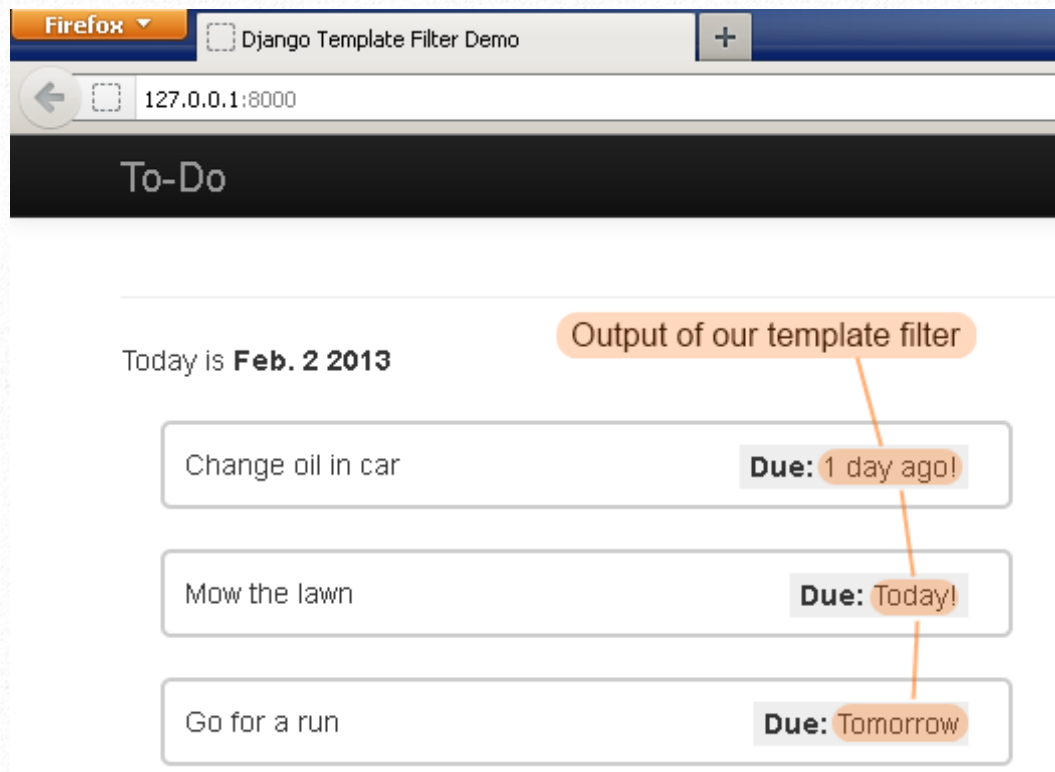 Firefox
Django Template Filter Demo
+
127.0.0.1:8000
To-Do
Output of our template filter
Today is Feb. 2 2013
Change oil in car
Due: 1 day ago!
Mow the lawn
Due: Today!
Go for a run
Due: Tomorrow